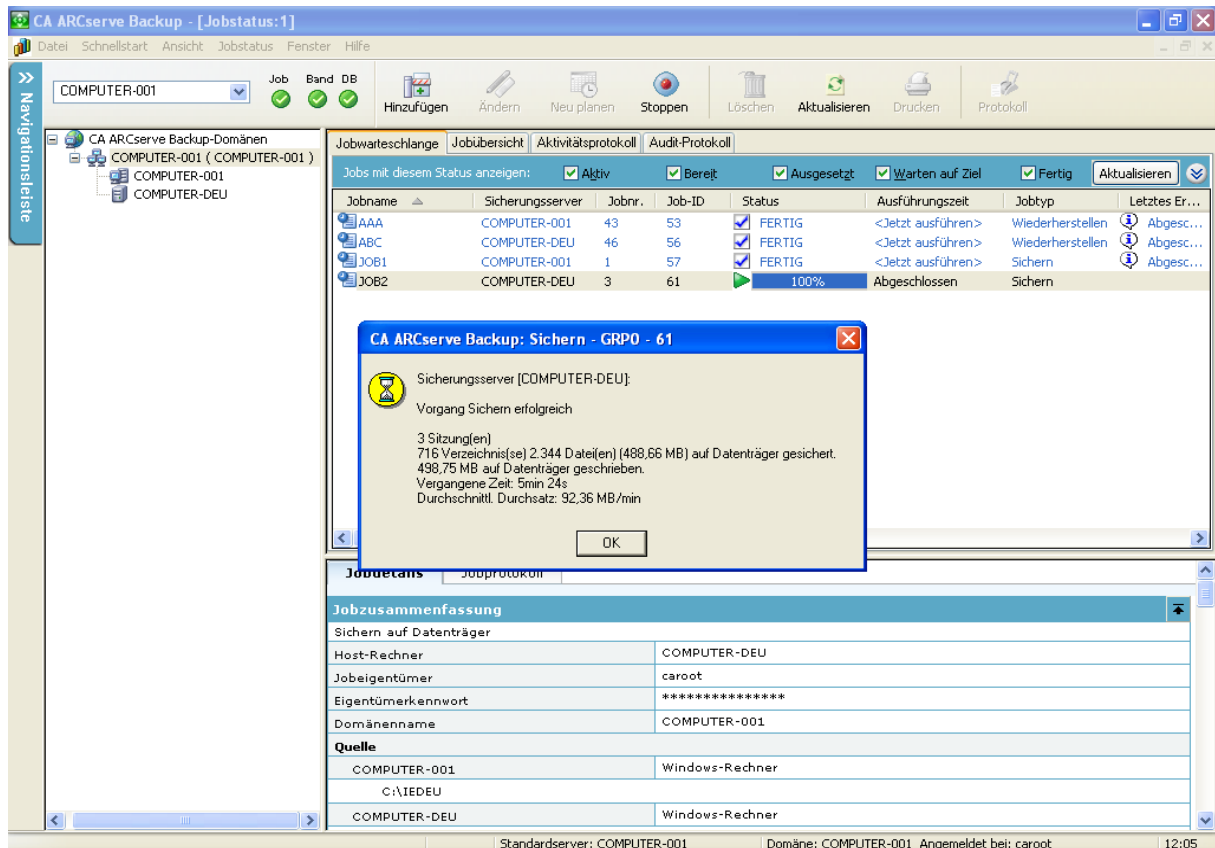 CA ARCserve Backup - [Jobstatus:1]
Datei Schnellstart Ansicht Jobstatus Fenster Hilfe
Navigationsleiste
COMPUTER-001
Job Band DB
Hinzufügen Ändern Neu planen Stoppen Löschen Aktualisieren Drucken Protokoll
CA ARCserve Backup-Domänen
COMPUTER-001 ( COMPUTER-001 )
COMPUTER-001
COMPUTER-DEU
Jobwarteschlange Jobübersicht Aktivitätsprotokoll Audit-Protokoll
Jobs mit diesem Status anzeigen: Aktiv Bereit Ausgesetzt Warten auf Ziel Fertig Aktualisieren
Jobname Sicherungsserver Jobnr. Job-ID Status Ausführungszeit Jobtyp Letztes Er...
AAA COMPUTER-001 43 53 FERTIG <Jetzt ausführen> Wiederherstellen Abgesc...
ABC COMPUTER-DEU 46 56 FERTIG <Jetzt ausführen> Wiederherstellen Abgesc...
JOB1 COMPUTER-001 1 57 FERTIG <Jetzt ausführen> Sichern Abgesc...
JOB2 COMPUTER-DEU 3 61 100% Abgeschlossen Sichern
CA ARCserve Backup: Sichern - GRP0 - 61
Sicherungsserver [COMPUTER-DEU]:
Vorgang Sichern erfolgreich
3 Sitzung(en)
716 Verzeichnis(se) 2.344 Datei(en) (488,66 MB) auf Datenträger gesichert.
498,75 MB auf Datenträger geschrieben.
Vergangene Zeit: 5min 24s
Durchschnittl. Durchsatz: 92,36 MB/min
OK
Jobdetails Jobprotokoll
Jobzusammenfassung
Sichern auf Datenträger
Host-Rechner COMPUTER-DEU
Jobeigentümer caroot
Eigentümerkennwort ***************
Domänenname COMPUTER-001
Quelle
COMPUTER-001 Windows-Rechner
C:\IEDEU
COMPUTER-DEU Windows-Rechner
Standardserver: COMPUTER-001 Domäne: COMPUTER-001 Angemeldet bei: caroot 12:05